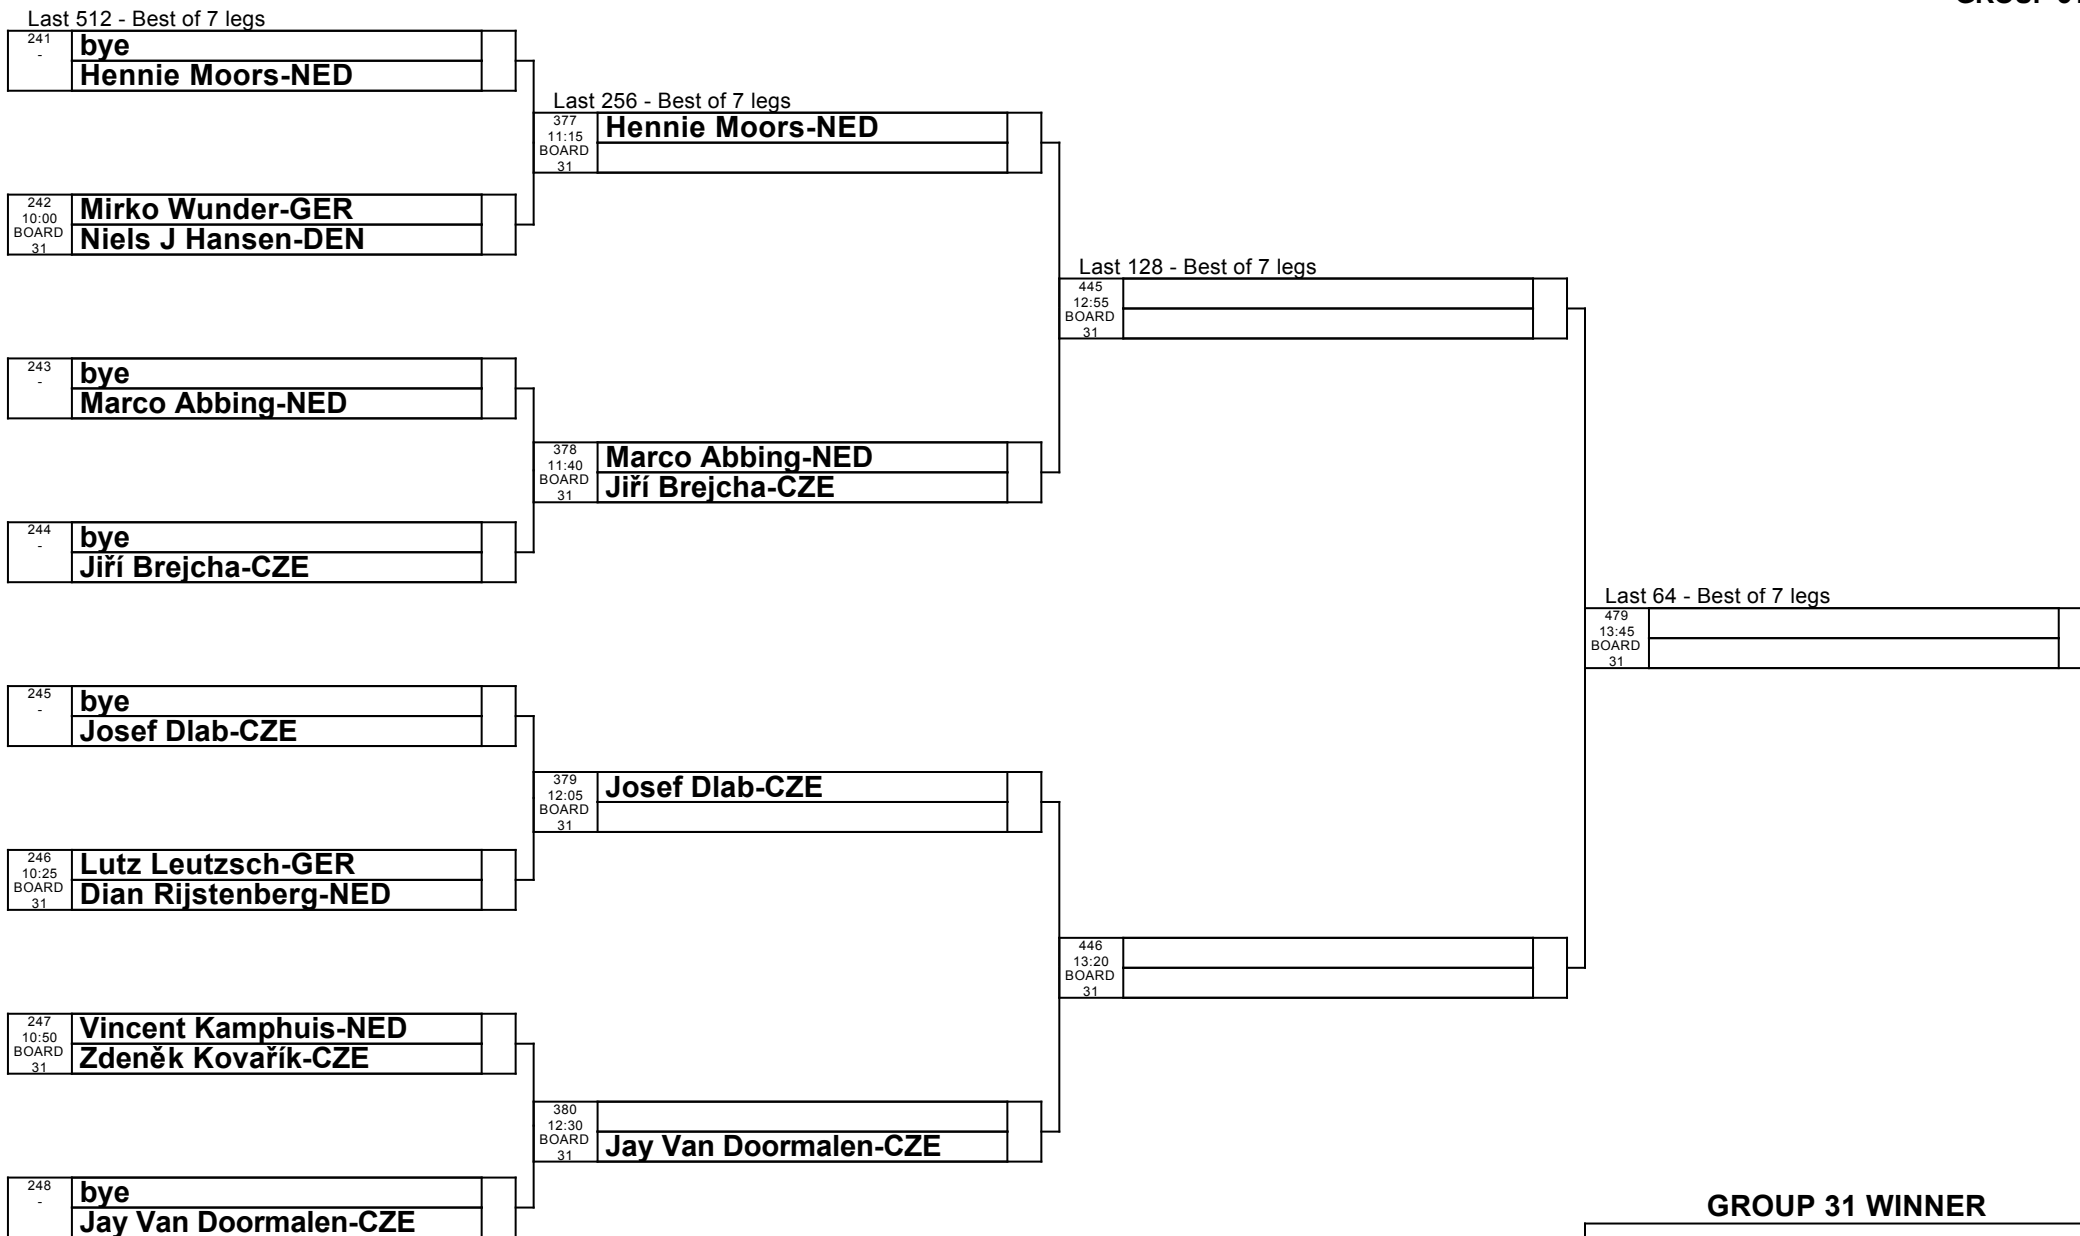 GROUP 31
Last 512 - Best of 7 legs
241
-
bye
Hennie Moors-NED
Last 256 - Best of 7 legs
377
11:15
BOARD
31
Hennie Moors-NED
242
10:00
BOARD
31
Mirko Wunder-GER
Niels J Hansen-DEN
Last 128 - Best of 7 legs
445
12:55
BOARD
31
243
-
bye
Marco Abbing-NED
378
11:40
BOARD
31
Marco Abbing-NED
Jiří Brejcha-CZE
244
-
bye
Jiří Brejcha-CZE
Last 64 - Best of 7 legs
479
13:45
BOARD
31
245
-
bye
Josef Dlab-CZE
379
12:05
BOARD
31
Josef Dlab-CZE
246
10:25
BOARD
31
Lutz Leutzsch-GER
Dian Rijstenberg-NED
446
13:20
BOARD
31
247
10:50
BOARD
31
Vincent Kamphuis-NED
Zdeněk Kovařík-CZE
380
12:30
BOARD
31
Jay Van Doormalen-CZE
248
-
bye
Jay Van Doormalen-CZE
GROUP 31 WINNER